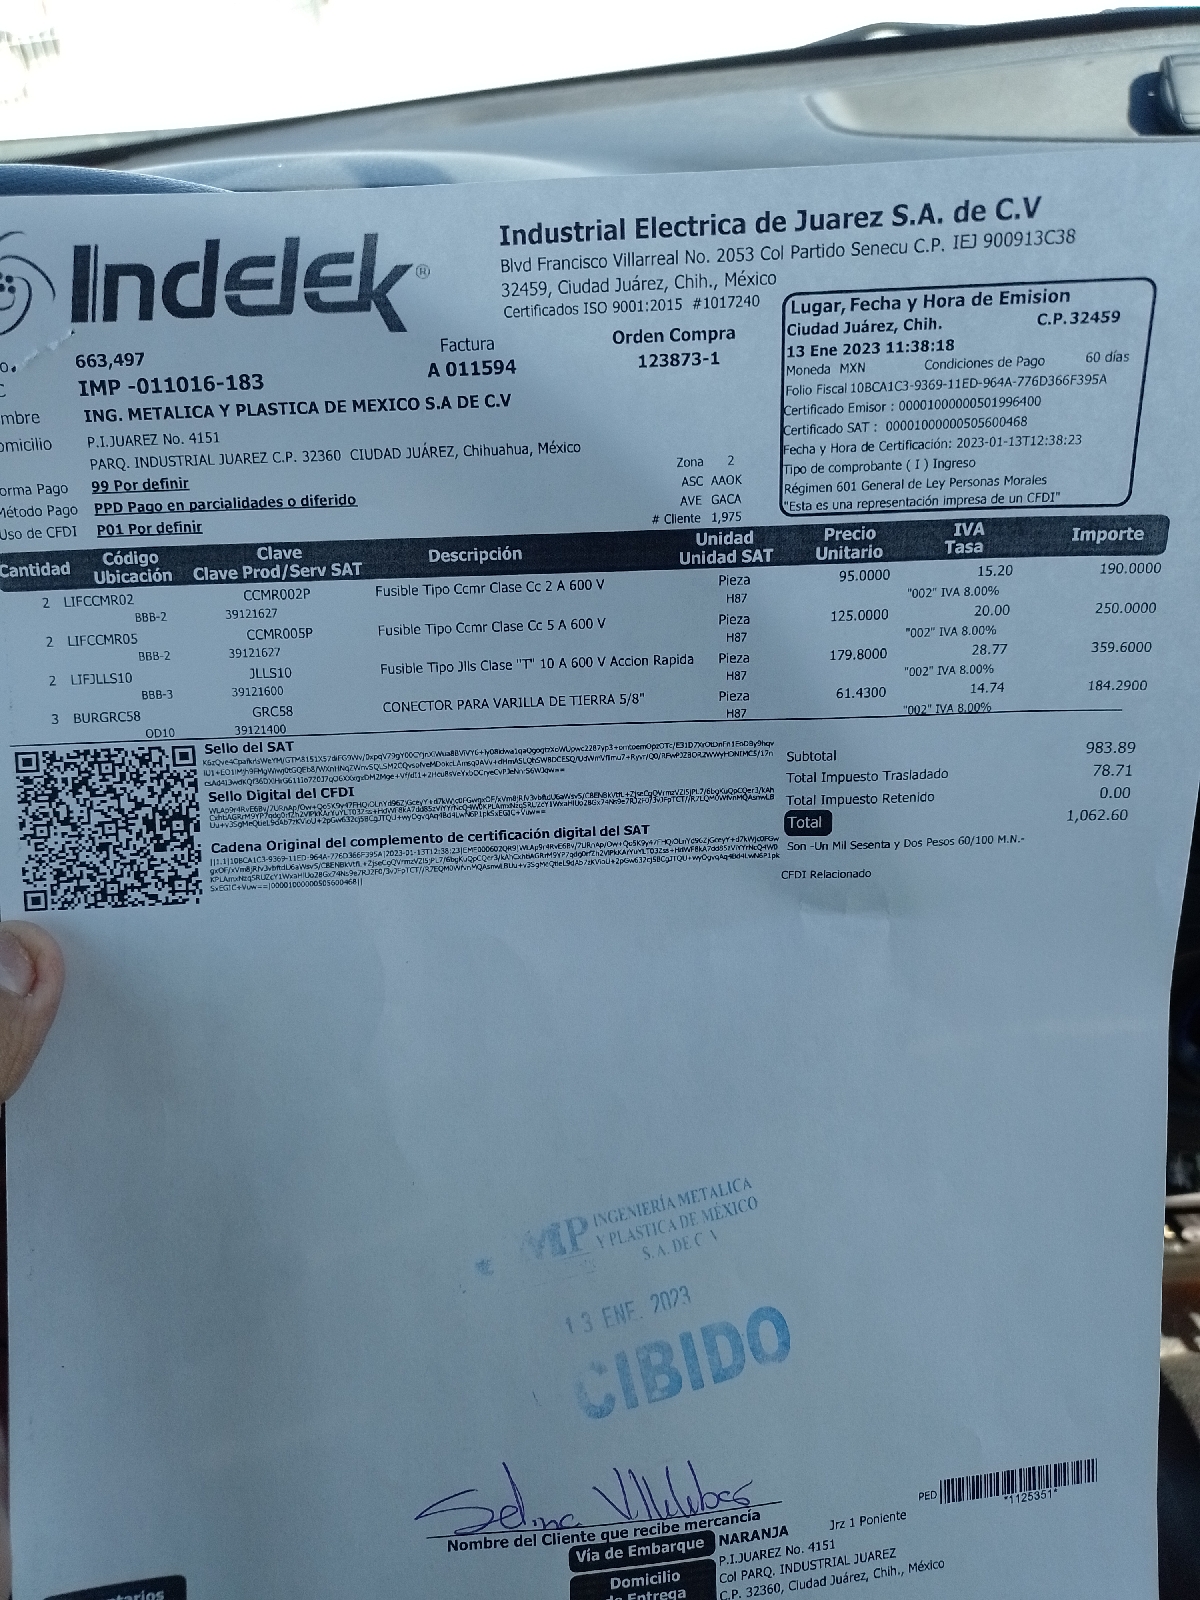 Indelek®
Industrial Electrica de Juarez S.A. de C.V
Blvd Francisco Villarreal No. 2053 Col Partido Senecu C.P. IEJ 900913C38
32459, Ciudad Juárez, Chih., México
Certificados ISO 9001:2015 #1017240
Lugar, Fecha y Hora de Emision
Ciudad Juárez, Chih. C.P. 32459
13 Ene 2023 11:38:18
Moneda MXN Condiciones de Pago 60 días
Folio Fiscal 10BCA1C3-9369-11ED-964A-776D366F395A
Certificado Emisor : 00001000000501996400
Certificado SAT : 00001000000505600468
Fecha y Hora de Certificación: 2023-01-13T12:38:23
Tipo de comprobante ( I ) Ingreso
Régimen 601 General de Ley Personas Morales
"Esta es una representación impresa de un CFDI"
o. 663,497 Factura Orden Compra
C IMP -011016-183 A 011594 123873-1
mbre ING. METALICA Y PLASTICA DE MEXICO S.A DE C.V
omicilio P.I.JUAREZ No. 4151
PARQ. INDUSTRIAL JUAREZ C.P. 32360 CIUDAD JUÁREZ, Chihuahua, México
orma Pago 99 Por definir
Método Pago PPD Pago en parcialidades o diferido
Uso de CFDI P01 Por definir
Zona 2
ASC AAOK
AVE GACA
# Cliente 1,975
Cantidad Código Ubicación Clave Clave Prod/Serv SAT Descripción Unidad Unidad SAT Precio Unitario IVA Tasa Importe
2 LIFCCMR02 CCMR002P Fusible Tipo Ccmr Clase Cc 2 A 600 V Pieza 95.0000 15.20 190.0000
BBB-2 39121627 H87 "002" IVA 8.00%
2 LIFCCMR05 CCMR005P Fusible Tipo Ccmr Clase Cc 5 A 600 V Pieza 125.0000 20.00 250.0000
BBB-2 39121627 H87 "002" IVA 8.00%
2 LIFJLLS10 JLLS10 Fusible Tipo Jlls Clase "T" 10 A 600 V Accion Rapida Pieza 179.8000 28.77 359.6000
BBB-3 39121600 H87 "002" IVA 8.00%
3 BURGRC58 GRC58 CONECTOR PARA VARILLA DE TIERRA 5/8" Pieza 61.4300 14.74 184.2900
OD10 39121400 H87 "002" IVA 8.00%
Sello del SAT
Sello Digital del CFDI
Cadena Original del complemento de certificación digital del SAT
Subtotal 983.89
Total Impuesto Trasladado 78.71
Total Impuesto Retenido 0.00
Total 1,062.60
Son -Un Mil Sesenta y Dos Pesos 60/100 M.N.-
CFDI Relacionado
INGENIERÍA METALICA
Y PLASTICA DE MÉXICO
S.A. DE C
13 ENE. 2023
CIBIDO
Nombre del Cliente que recibe mercancía
PED *1125351*
Vía de Embarque NARANJA Jrz 1 Poniente
Domicilio P.I.JUAREZ No. 4151
Col PARQ. INDUSTRIAL JUAREZ
Entrega C.P. 32360, Ciudad Juárez, Chih., México